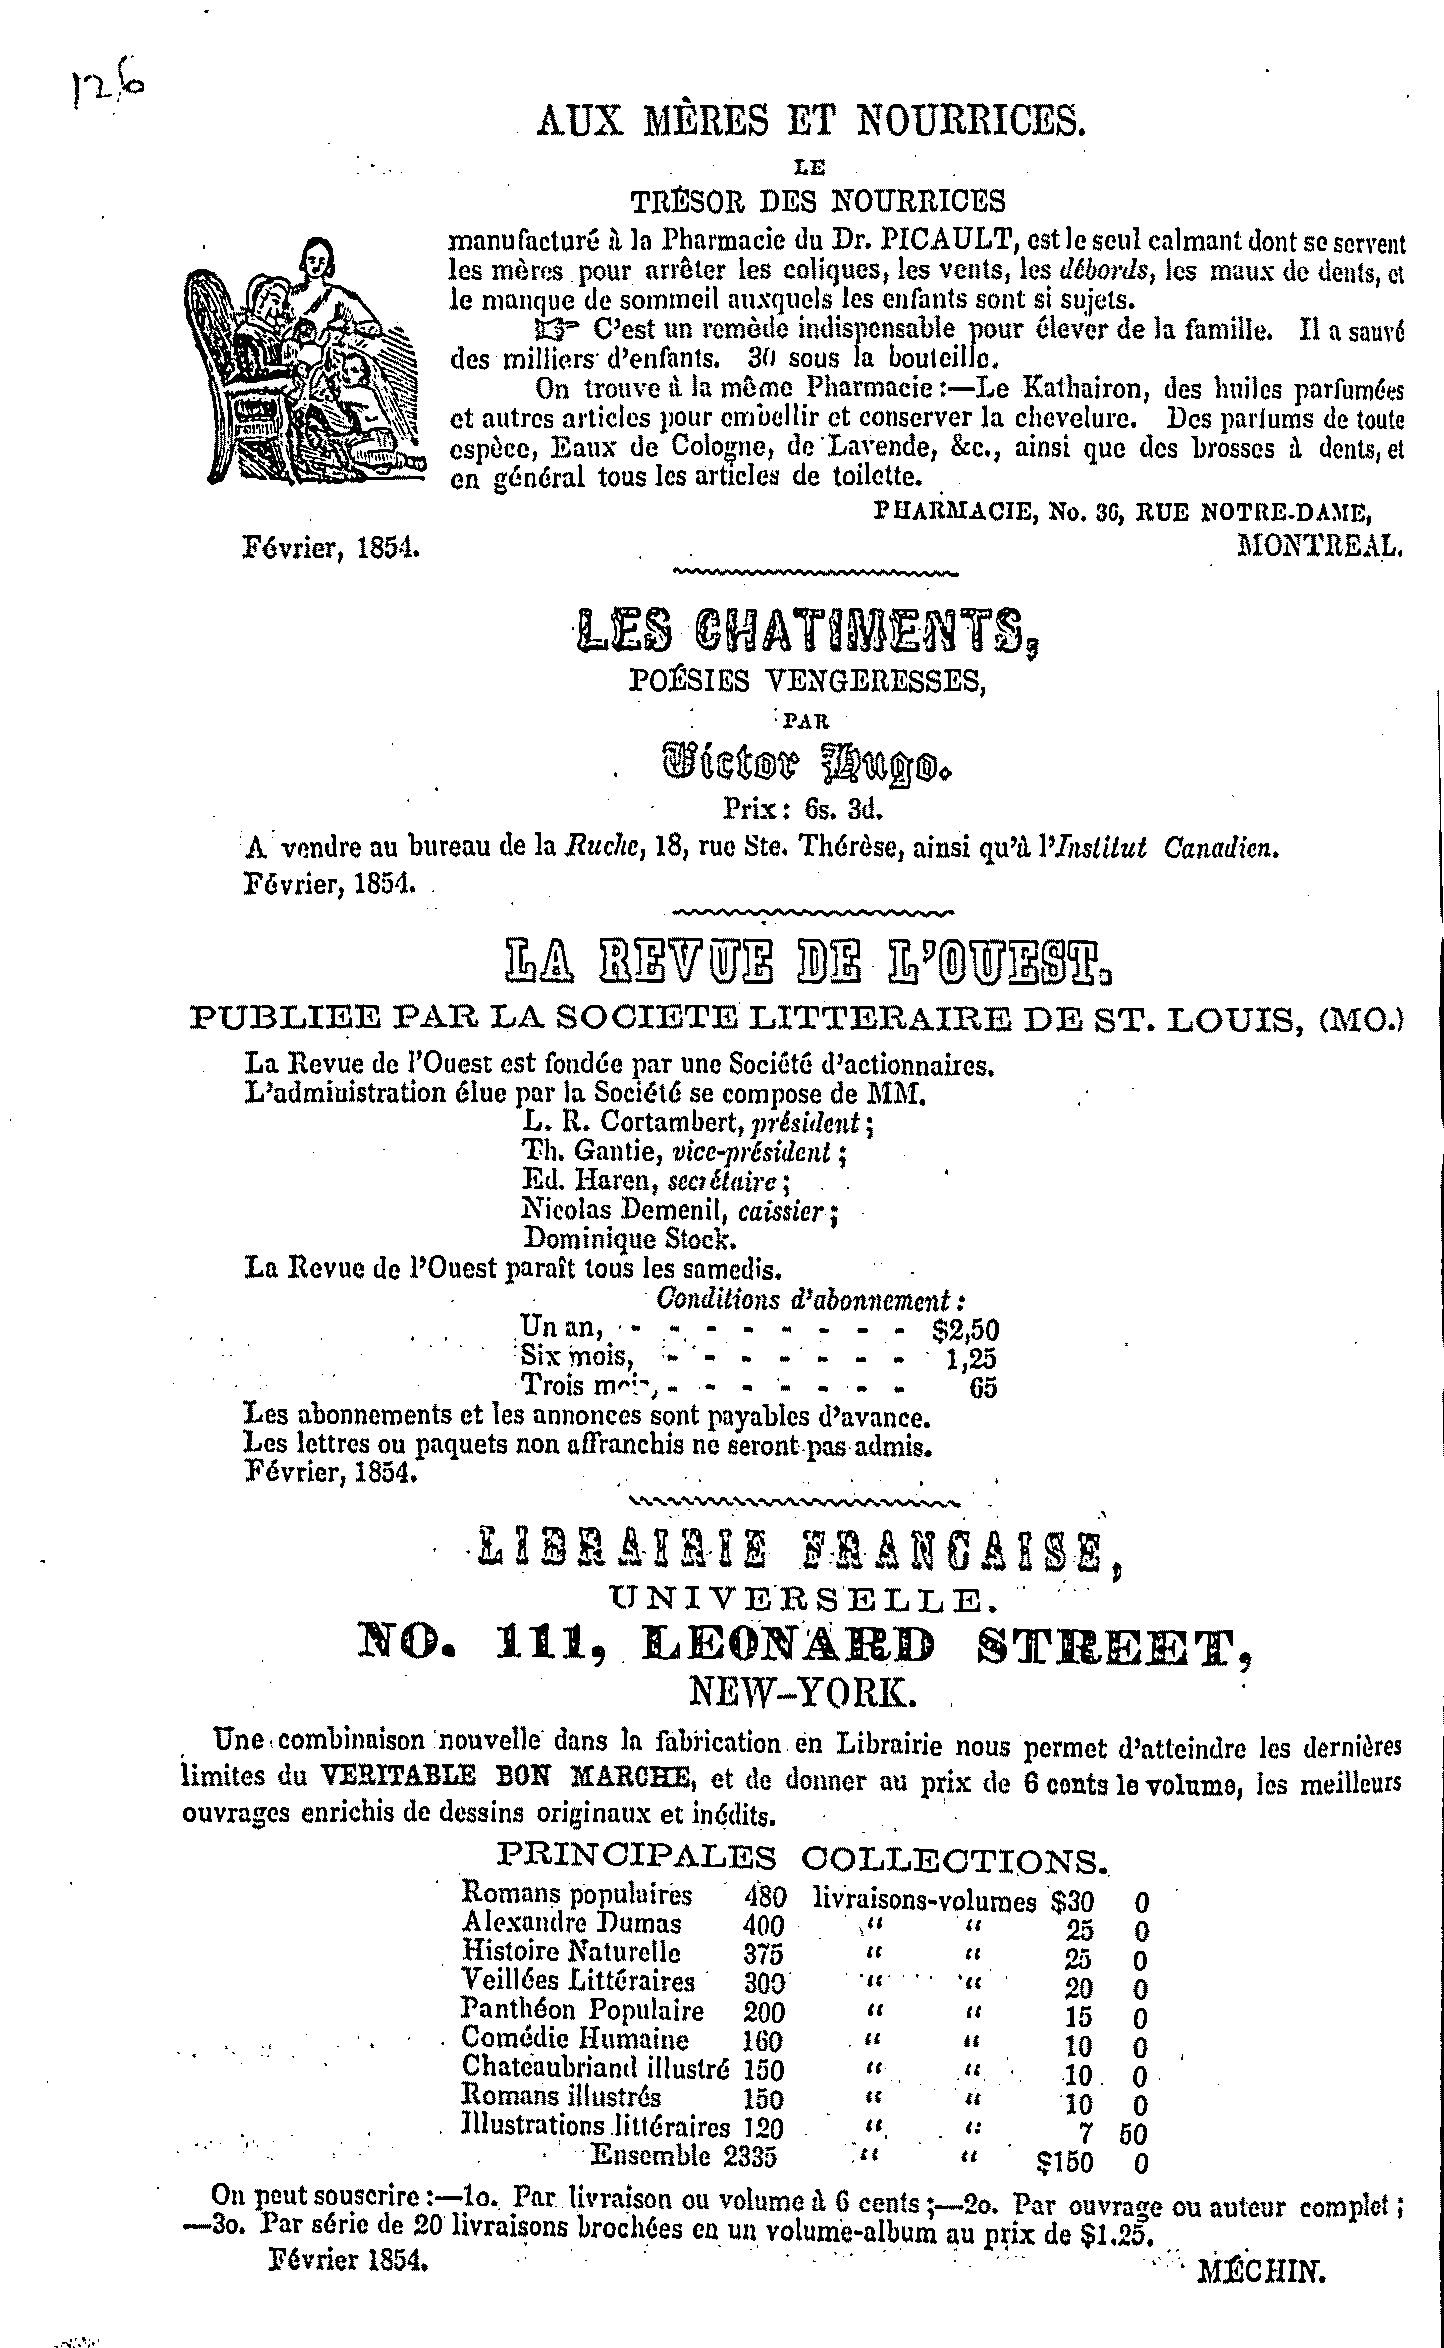 126
AUX MÈRES ET NOURRICES.
LE
TRÉSOR DES NOURRICES
manufacturé à la Pharmacie du Dr. PICAULT, est le seul calmant dont se servent
les mères pour arrêter les coliques, les vents, les débords, les maux de dents, et
le manque de sommeil auxquels les enfants sont si sujets.
☞ C'est un remède indispensable pour élever de la famille. Il a sauvé
des milliers d'enfants. 30 sous la bouteille.
On trouve à la même Pharmacie :—Le Kathairon, des huiles parfumées
et autres articles pour embellir et conserver la chevelure. Des parfums de toute
espèce, Eaux de Cologne, de Lavende, &c., ainsi que des brosses à dents, et
en général tous les articles de toilette.
PHARMACIE, No. 36, RUE NOTRE-DAME,
Février, 1854. MONTREAL.
LES CHATIMENTS,
POÉSIES VENGERESSES,
PAR
Victor Hugo.
Prix : 6s. 3d.
A vendre au bureau de la Ruche, 18, rue Ste. Thérèse, ainsi qu'à l'Institut Canadien.
Février, 1854.
LA REVUE DE L'OUEST.
PUBLIEE PAR LA SOCIETE LITTERAIRE DE ST. LOUIS, (MO.)
La Revue de l'Ouest est fondée par une Société d'actionnaires.
L'administration élue par la Société se compose de MM.
L. R. Cortambert, président ;
Th. Gantie, vice-président ;
Ed. Haren, secrétaire ;
Nicolas Demenil, caissier ;
Dominique Stock.
La Revue de l'Ouest paraît tous les samedis.
Conditions d'abonnement :
Un an, - - - - - - - - $2,50
Six mois, - - - - - - - 1,25
Trois mois, - - - - - - - 65
Les abonnements et les annonces sont payables d'avance.
Les lettres ou paquets non affranchis ne seront pas admis.
Février, 1854.
LIBRAIRIE FRANCAISE,
UNIVERSELLE.
NO. 111, LEONARD STREET,
NEW-YORK.
Une combinaison nouvelle dans la fabrication en Librairie nous permet d'atteindre les dernières
limites du VERITABLE BON MARCHE, et de donner au prix de 6 cents le volume, les meilleurs
ouvrages enrichis de dessins originaux et inédits.
PRINCIPALES COLLECTIONS.
Romans populaires 480 livraisons-volumes $30 0
Alexandre Dumas 400 " " 25 0
Histoire Naturelle 375 " " 25 0
Veillées Littéraires 300 " " 20 0
Panthéon Populaire 200 " " 15 0
Comédie Humaine 160 " " 10 0
Chateaubriand illustré 150 " " 10 0
Romans illustrés 150 " " 10 0
Illustrations littéraires 120 " " 7 50
Ensemble 2335 " " $150 0
On peut souscrire :—1o. Par livraison ou volume à 6 cents ;—2o. Par ouvrage ou auteur complet ;
—3o. Par série de 20 livraisons brochées en un volume-album au prix de $1.25.
Février 1854. MÉCHIN.